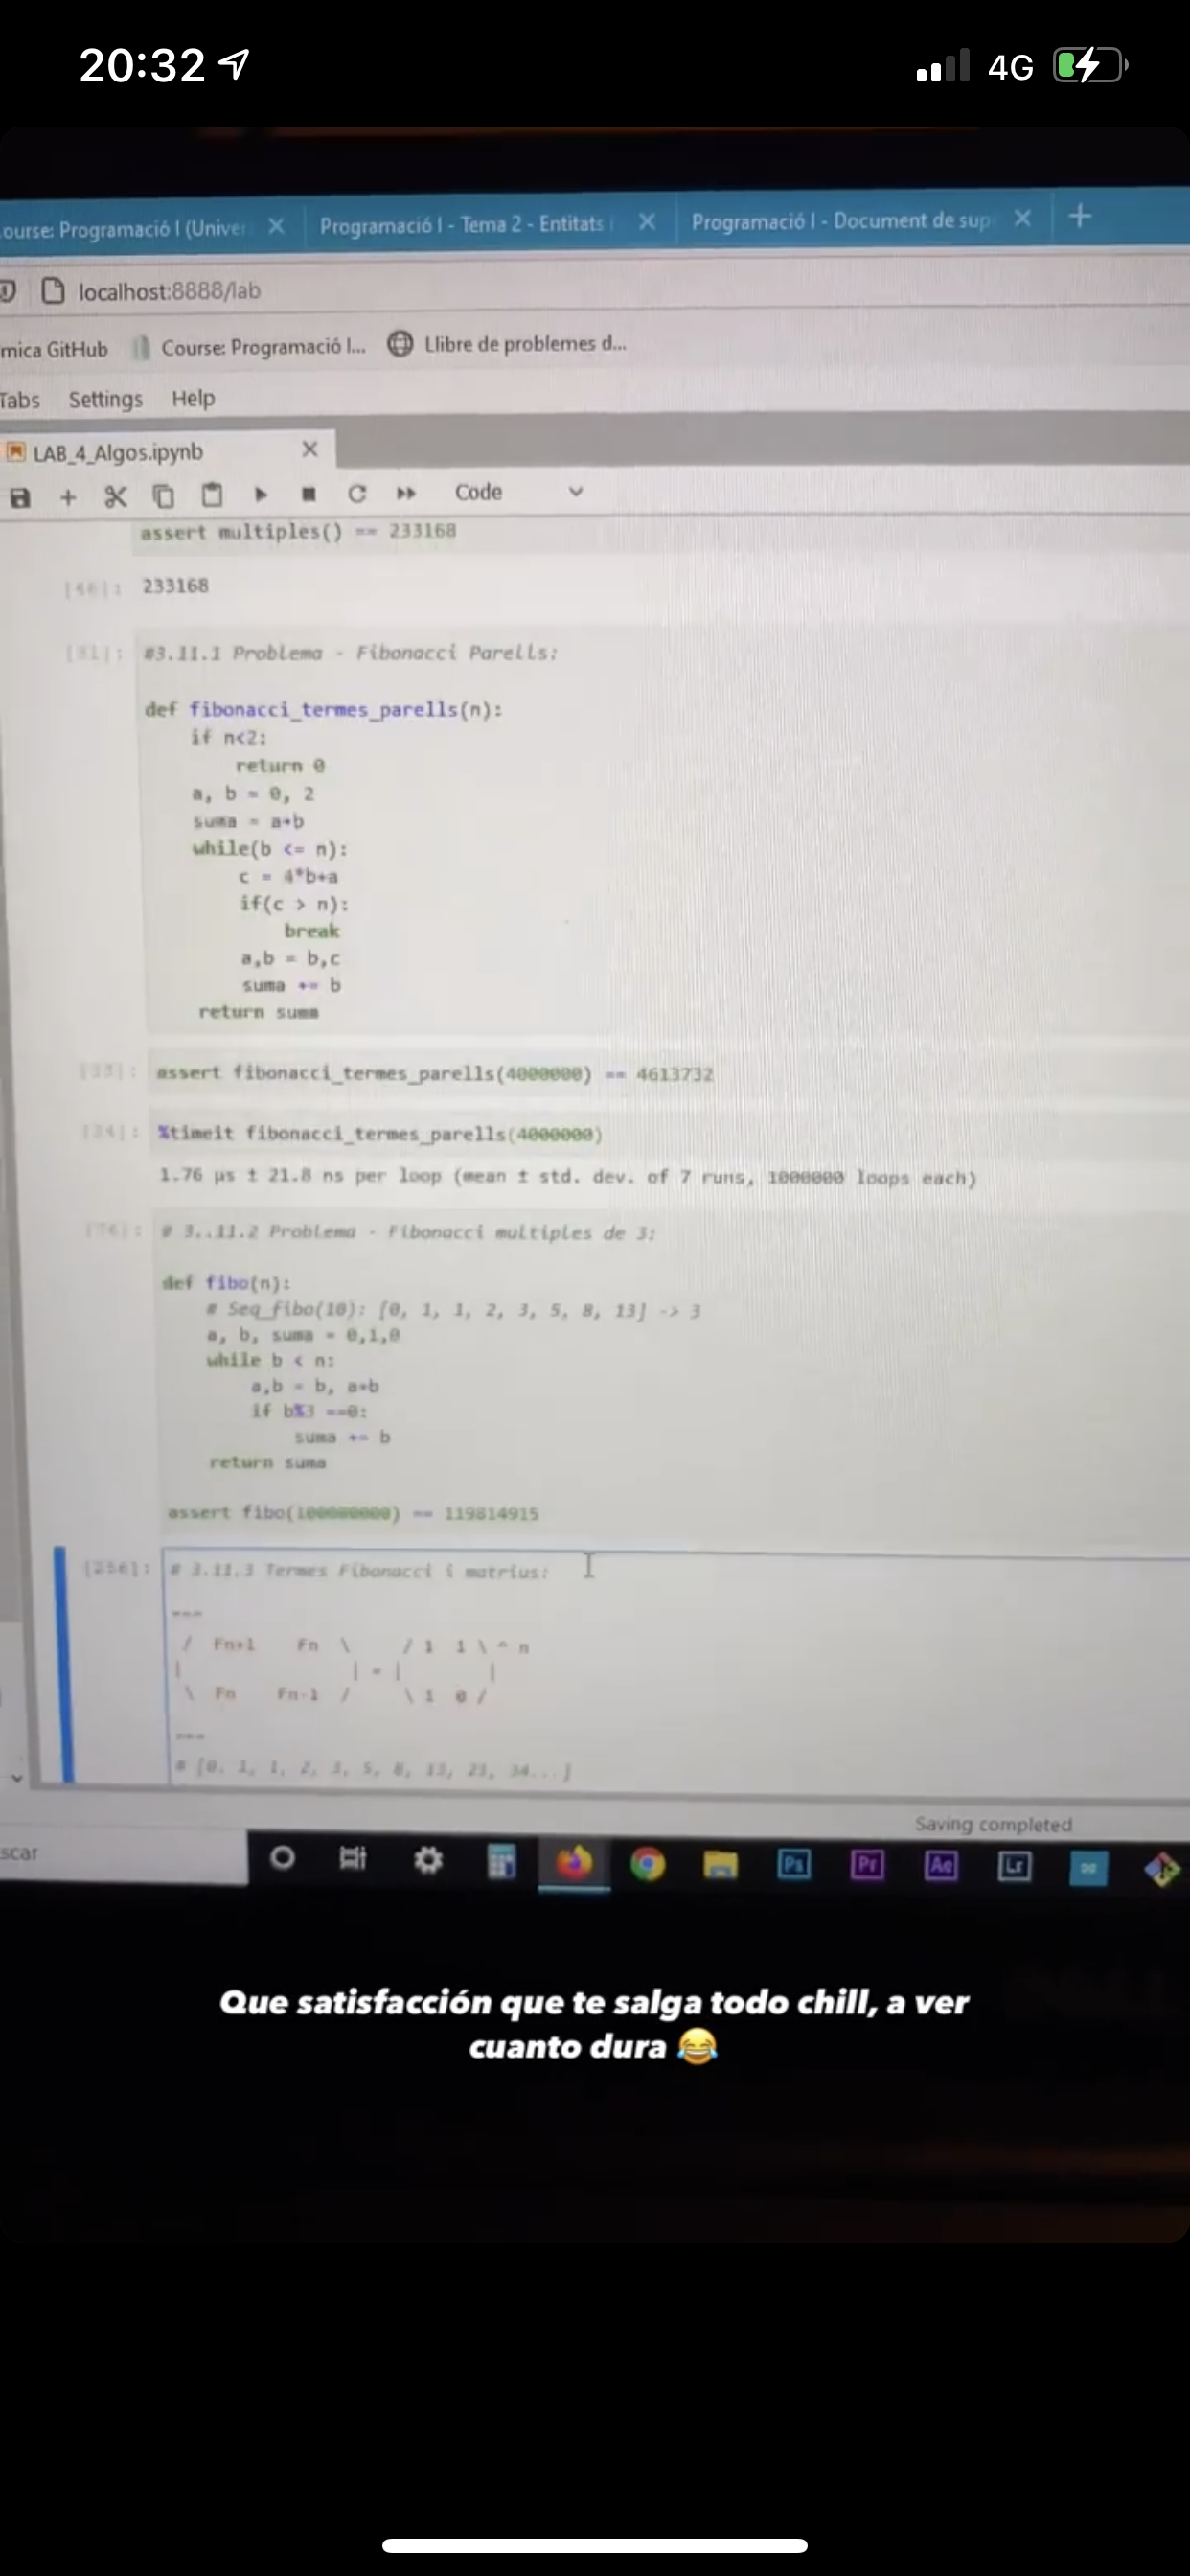 20:32
4G
ourse: Programació I (Univer
Programació I - Tema 2 - Entitats
Programació I - Document de sup
localhost:8888/lab
mica GitHub
Course: Programació I...
Llibre de problemes d...
Tabs Settings Help
LAB_4_Algos.ipynb
Code
assert multiples() == 233168
233168
#3.11.1 Problema - Fibonacci Parells:
def fibonacci_termes_parells(n):
if n<2:
return 0
a, b = 0, 2
suma = a+b
while(b <= n):
c = 4*b+a
if(c > n):
break
a,b = b,c
suma += b
return suma
[33]: assert fibonacci_termes_parells(4000000) == 4613732
[34]: %timeit fibonacci_termes_parells(4000000)
1.76 µs ± 21.8 ns per loop (mean ± std. dev. of 7 runs, 1000000 loops each)
# 3..11.2 Problema - Fibonacci multiples de 3:
def fibo(n):
# Seq_fibo(10): [0, 1, 1, 2, 3, 5, 8, 13] -> 3
a, b, suma = 0,1,0
while b < n:
a,b = b, a+b
if b%3 ==0:
suma += b
return suma
assert fibo(100000000) == 119814915
[256]: # 3.11.3 Termes Fibonacci i matrius:
/ Fn+1 Fn \ / 1 1 \ ^ n
| | = | |
\ Fn Fn-1 / \ 1 0 /
# [0, 1, 1, 2, 3, 5, 8, 13, 21, 34...]
Saving completed
scar
Ps
Pr
Ae
Lr
Que satisfacción que te salga todo chill, a ver
cuanto dura 😂